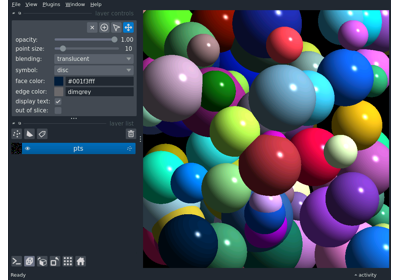 File View Plugins Window Help
layer controls
opacity: 1.00
point size: 10
blending: translucent
symbol: disc
face color: #001f3fff
edge color: dimgrey
display text: ✓
out of slice:
layer list
pts
Ready
activity